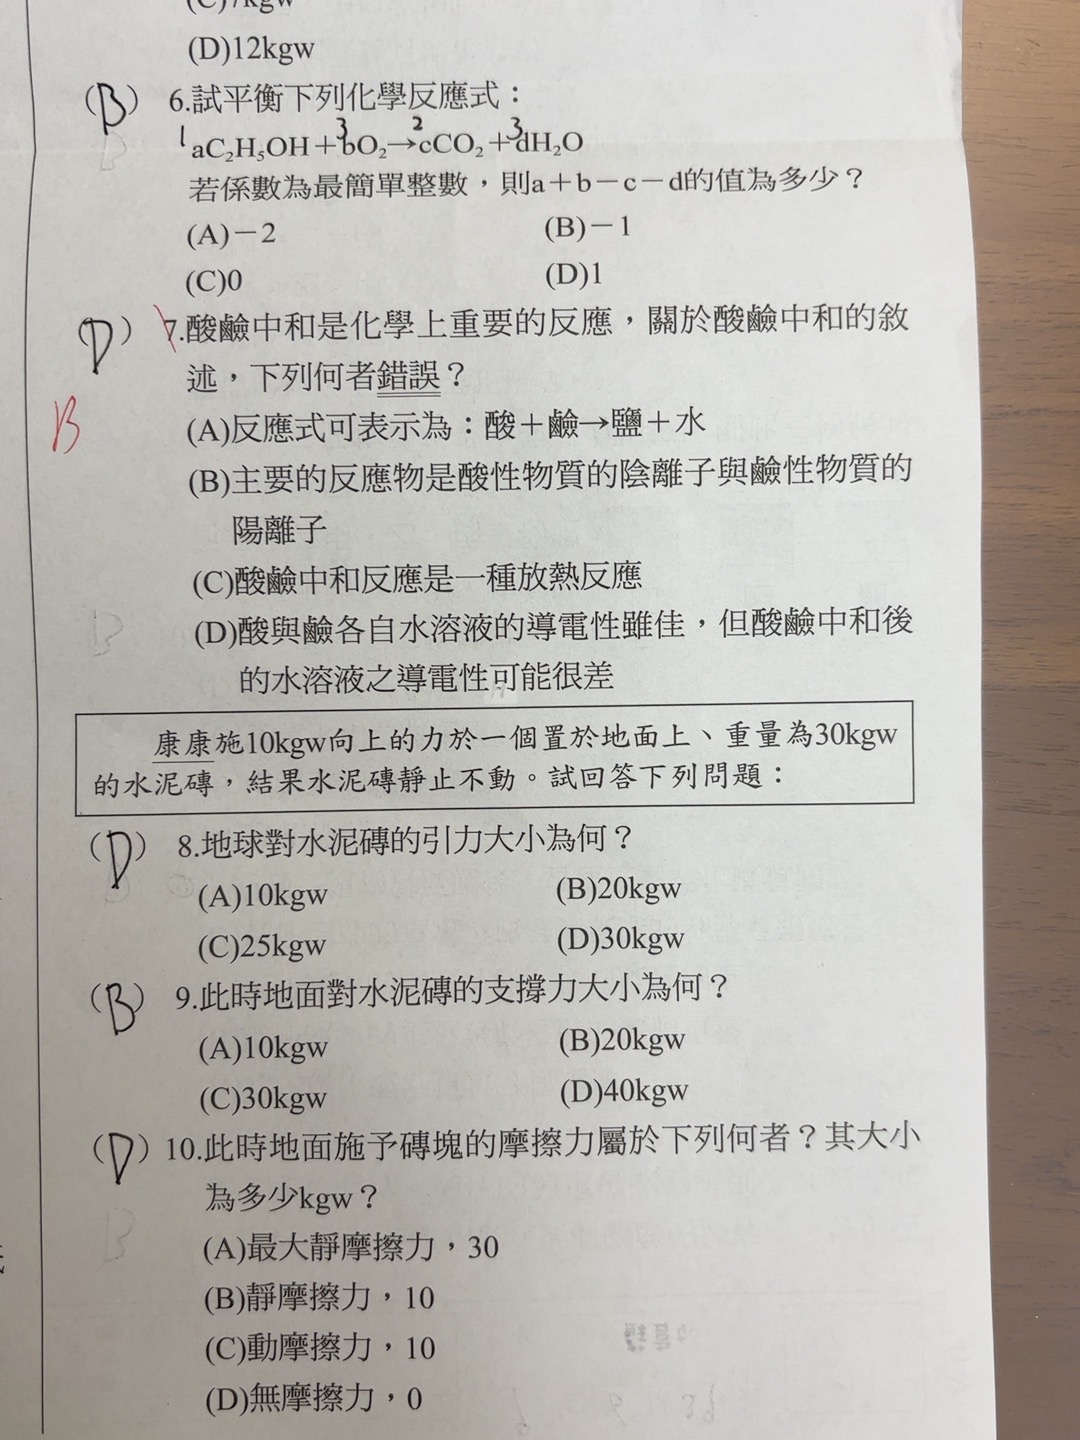 (C)7kgw
(D)12kgw
(B) 6.試平衡下列化學反應式：
1 3 2 3
aC₂H₅OH＋bO₂→cCO₂＋dH₂O
若係數為最簡單整數，則a＋b－c－d的值為多少？
(A)－2 (B)－1
(C)0 (D)1
(D) 7.酸鹼中和是化學上重要的反應，關於酸鹼中和的敘
述，下列何者錯誤？
B
(A)反應式可表示為：酸＋鹼→鹽＋水
(B)主要的反應物是酸性物質的陰離子與鹼性物質的
陽離子
(C)酸鹼中和反應是一種放熱反應
(D)酸與鹼各自水溶液的導電性雖佳，但酸鹼中和後
的水溶液之導電性可能很差
康康施10kgw向上的力於一個置於地面上、重量為30kgw
的水泥磚，結果水泥磚靜止不動。試回答下列問題：
(D) 8.地球對水泥磚的引力大小為何？
(A)10kgw (B)20kgw
(C)25kgw (D)30kgw
(B) 9.此時地面對水泥磚的支撐力大小為何？
(A)10kgw (B)20kgw
(C)30kgw (D)40kgw
(D) 10.此時地面施予磚塊的摩擦力屬於下列何者？其大小
為多少kgw？
(A)最大靜摩擦力，30
(B)靜摩擦力，10
(C)動摩擦力，10
(D)無摩擦力，0